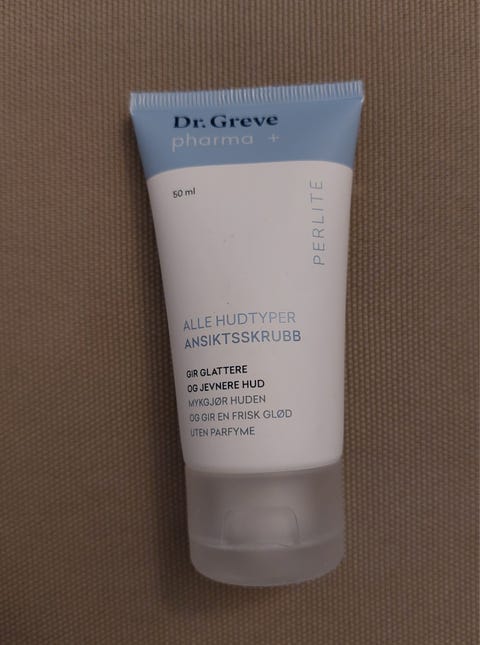 Dr. Greve
pharma +
50 ml
PERLITE
ALLE HUDTYPER
ANSIKTSSKRUBB
GIR GLATTERE
OG JEVNERE HUD
MYKGJØR HUDEN
OG GIR EN FRISK GLØD
UTEN PARFYME